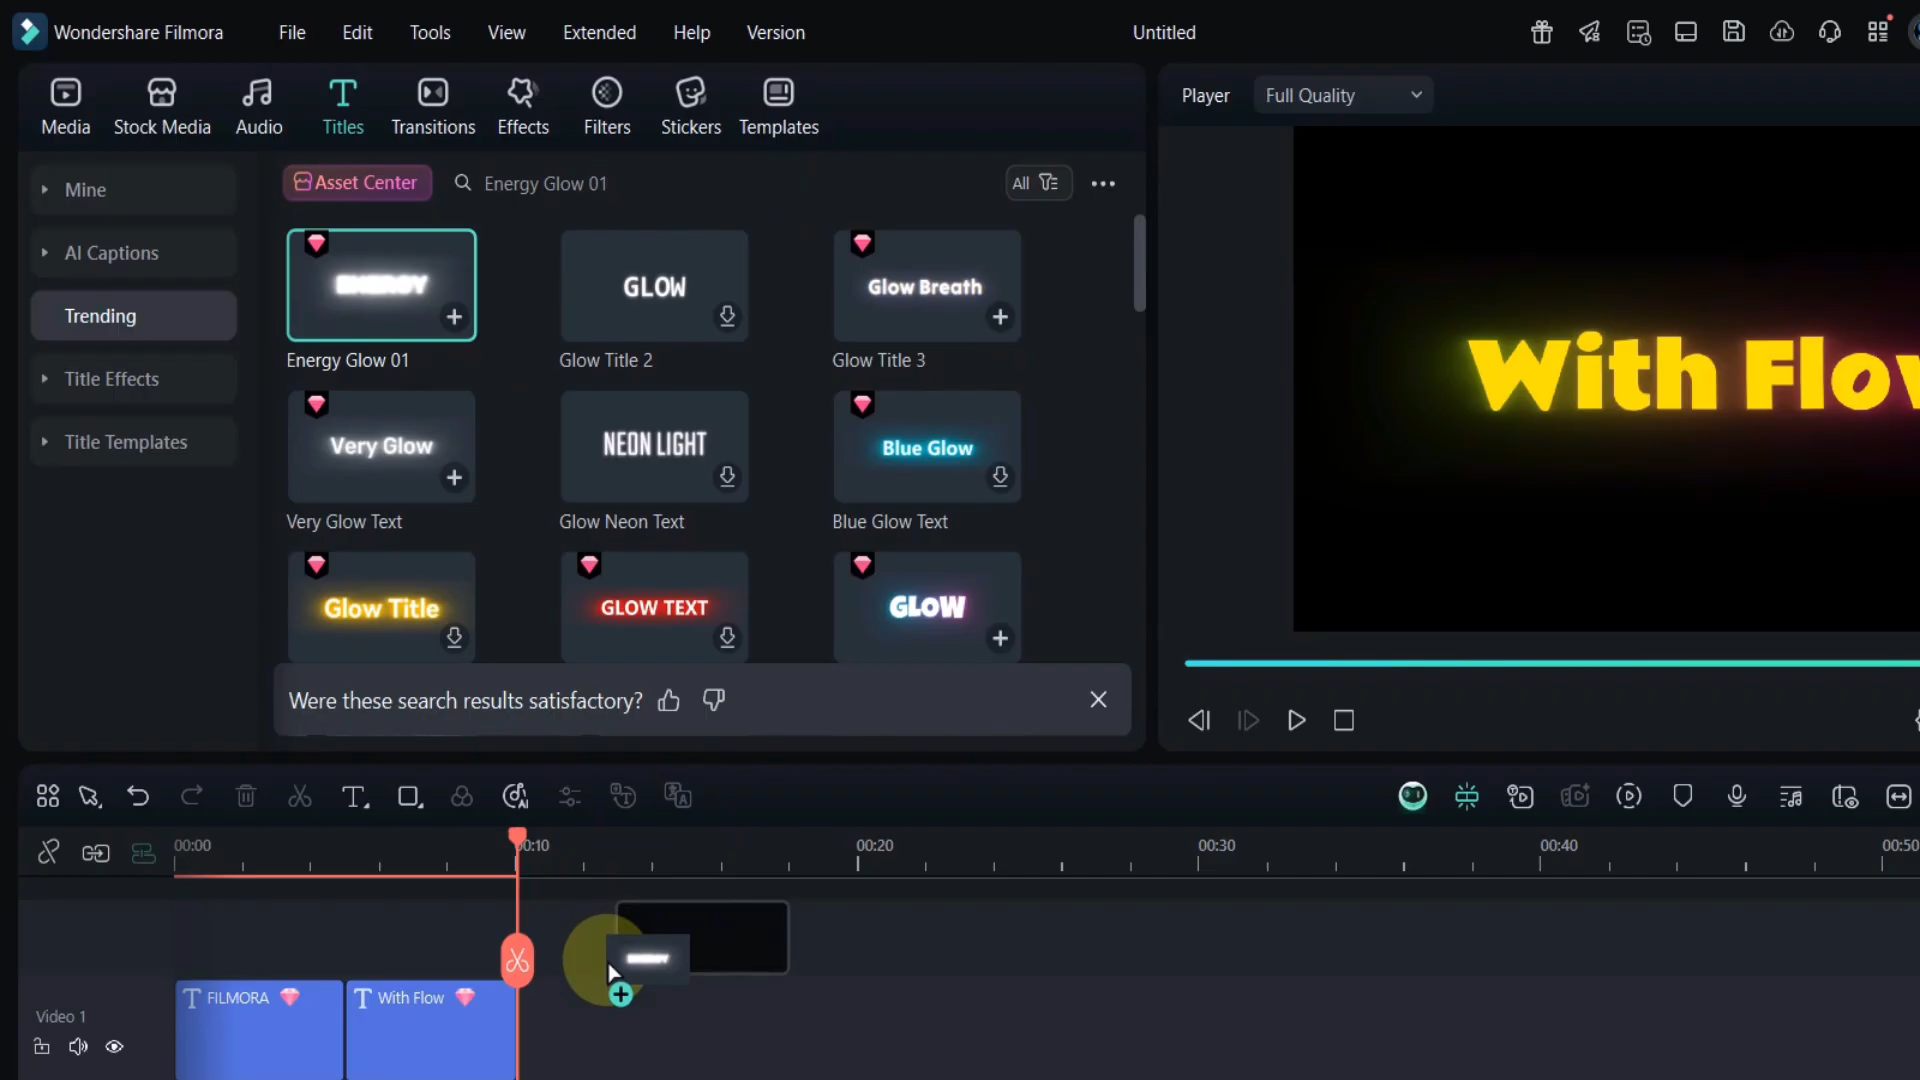 Wondershare Filmora File Edit Tools View Extended Help Version Untitled
Media Stock Media Audio Titles Transitions Effects Filters Stickers Templates
Player Full Quality
Mine
AI Captions
Trending
Title Effects
Title Templates
Asset Center Energy Glow 01 All
ENERGY GLOW Glow Breath
Energy Glow 01 Glow Title 2 Glow Title 3
Very Glow NEON LIGHT Blue Glow
Very Glow Text Glow Neon Text Blue Glow Text
Glow Title GLOW TEXT GLOW
Were these search results satisfactory?
With Flow
00:00 00:10 00:20 00:30 00:40 00:50
ENERGY
FILMORA With Flow
Video 1